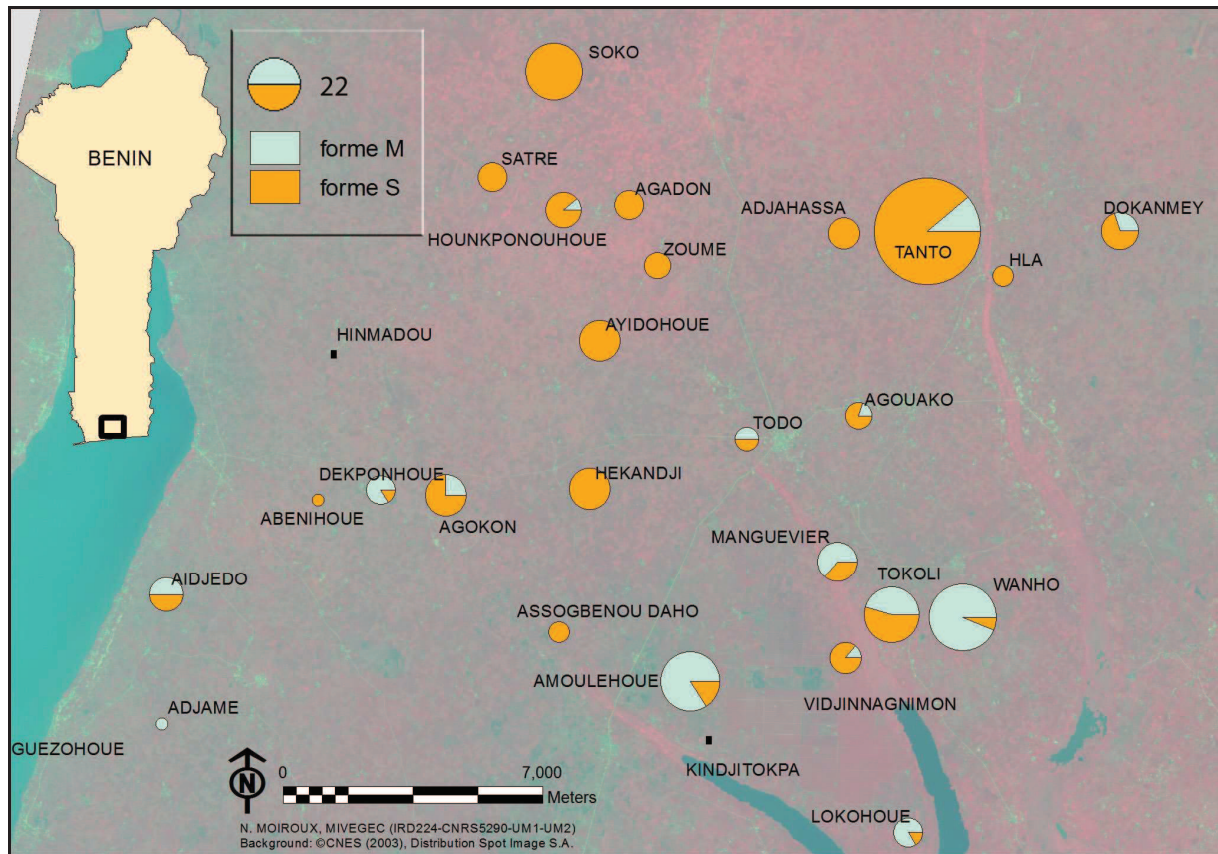 BENIN
22
forme M
forme S
SOKO
SATRE
AGADON
HOUNKPONOUHOUE
ZOUME
ADJAHASSA
TANTO
DOKANMEY
HLA
AYIDOHOUE
HINMADOU
AGOUAKO
TODO
DEKPONHOUE
HEKANDJI
ABENIHOUE
AGOKON
MANGUEVIER
TOKOLI
WANHO
AIDJEDO
ASSOGBENOU DAHO
AMOULEHOUE
VIDJINNAGNIMON
ADJAME
GUEZOHOUE
KINDJITOKPA
LOKOHOUE
N
0 7,000
Meters
N. MOIROUX, MIVEGEC (IRD224-CNRS5290-UM1-UM2)
Background: ©CNES (2003), Distribution Spot Image S.A.